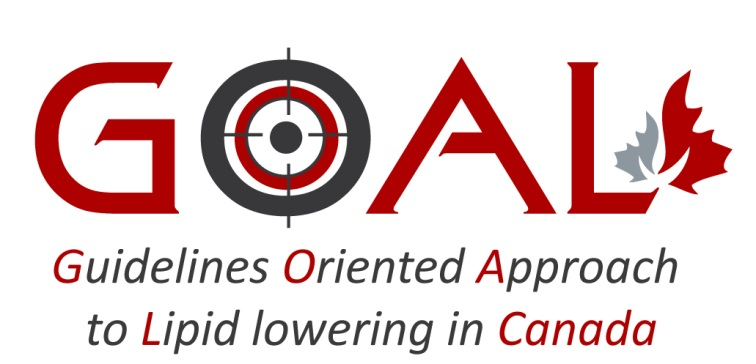 GOAL
Guidelines Oriented Approach
to Lipid lowering in Canada